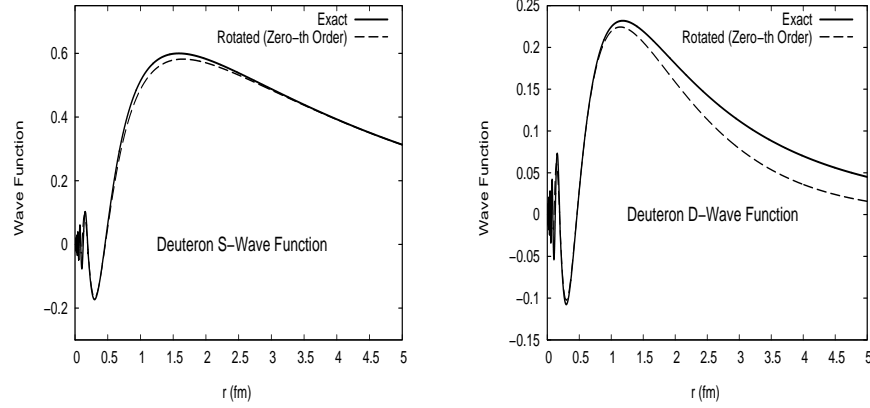 Exact
Rotated (Zero−th Order)
0.6
0.4
0.2
0
−0.2
Wave Function
Deuteron S−Wave Function
0 0.5 1 1.5 2 2.5 3 3.5 4 4.5 5
r (fm)
Exact
Rotated (Zero−th Order)
0.25
0.2
0.15
0.1
0.05
0
−0.05
−0.1
−0.15
Wave Function
Deuteron D−Wave Function
0 0.5 1 1.5 2 2.5 3 3.5 4 4.5 5
r (fm)